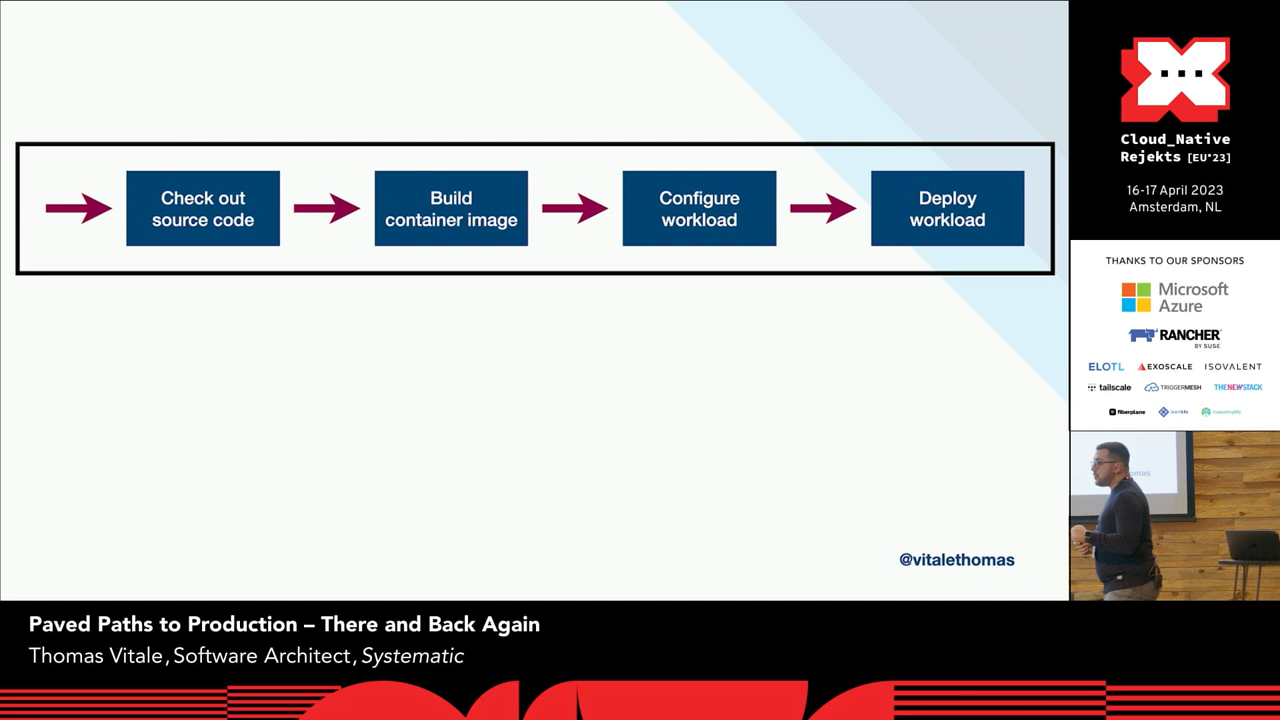 Check out
source code
Build
container image
Configure
workload
Deploy
workload
@vitalethomas
Cloud_Native
Rejekts [EU'23]
16-17 April 2023
Amsterdam, NL
THANKS TO OUR SPONSORS
Microsoft
Azure
RANCHER
BY SUSE
ELOTL EXOSCALE ISOVALENT
tailscale TRIGGERMESH THENEWSTACK
fiberplane
Paved Paths to Production – There and Back Again
Thomas Vitale, Software Architect, Systematic